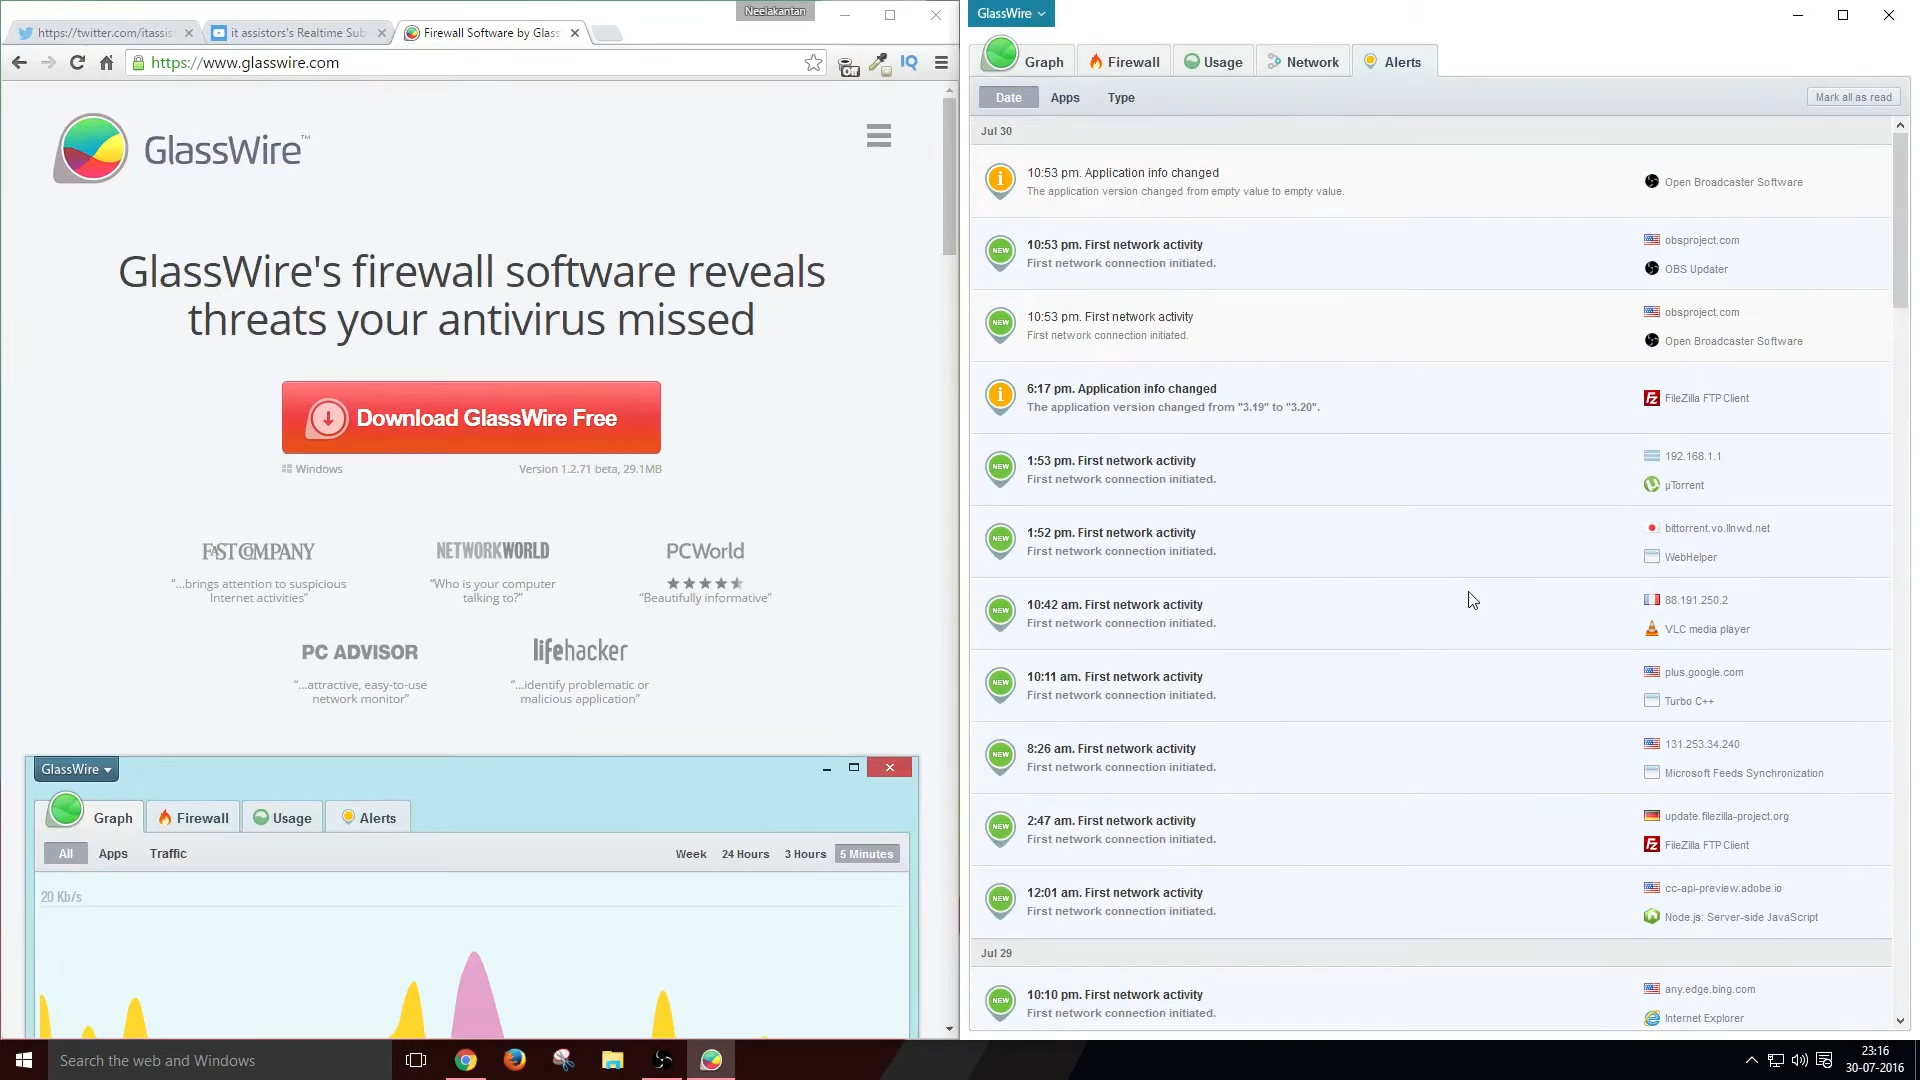 Neelakantan
https://twitter.com/itassis
it assistors's Realtime Sub
Firewall Software by Glass
https://www.glasswire.com
Off
IQ
GlassWire™
GlassWire's firewall software reveals
threats your antivirus missed
Download GlassWire Free
Windows
Version 1.2.71 beta, 29.1MB
FAST COMPANY
"...brings attention to suspicious
Internet activities"
NETWORKWORLD
"Who is your computer
talking to?"
PCWorld
"Beautifully informative"
PC ADVISOR
"...attractive, easy-to-use
network monitor"
lifehacker
"...identify problematic or
malicious application"
GlassWire
Graph
Firewall
Usage
Alerts
All
Apps
Traffic
Week
24 Hours
3 Hours
5 Minutes
20 Kb/s
GlassWire
Graph
Firewall
Usage
Network
Alerts
Date
Apps
Type
Mark all as read
Jul 30
10:53 pm. Application info changed
The application version changed from empty value to empty value.
Open Broadcaster Software
NEW
10:53 pm. First network activity
First network connection initiated.
obsproject.com
OBS Updater
NEW
10:53 pm. First network activity
First network connection initiated.
obsproject.com
Open Broadcaster Software
6:17 pm. Application info changed
The application version changed from "3.19" to "3.20".
FileZilla FTP Client
NEW
1:53 pm. First network activity
First network connection initiated.
192.168.1.1
µTorrent
NEW
1:52 pm. First network activity
First network connection initiated.
bittorrent.vo.llnwd.net
WebHelper
NEW
10:42 am. First network activity
First network connection initiated.
88.191.250.2
VLC media player
NEW
10:11 am. First network activity
First network connection initiated.
plus.google.com
Turbo C++
NEW
8:26 am. First network activity
First network connection initiated.
131.253.34.240
Microsoft Feeds Synchronization
NEW
2:47 am. First network activity
First network connection initiated.
update.filezilla-project.org
FileZilla FTP Client
NEW
12:01 am. First network activity
First network connection initiated.
cc-api-preview.adobe.io
Node.js: Server-side JavaScript
Jul 29
NEW
10:10 pm. First network activity
First network connection initiated.
any.edge.bing.com
Internet Explorer
Search the web and Windows
23:16
30-07-2016